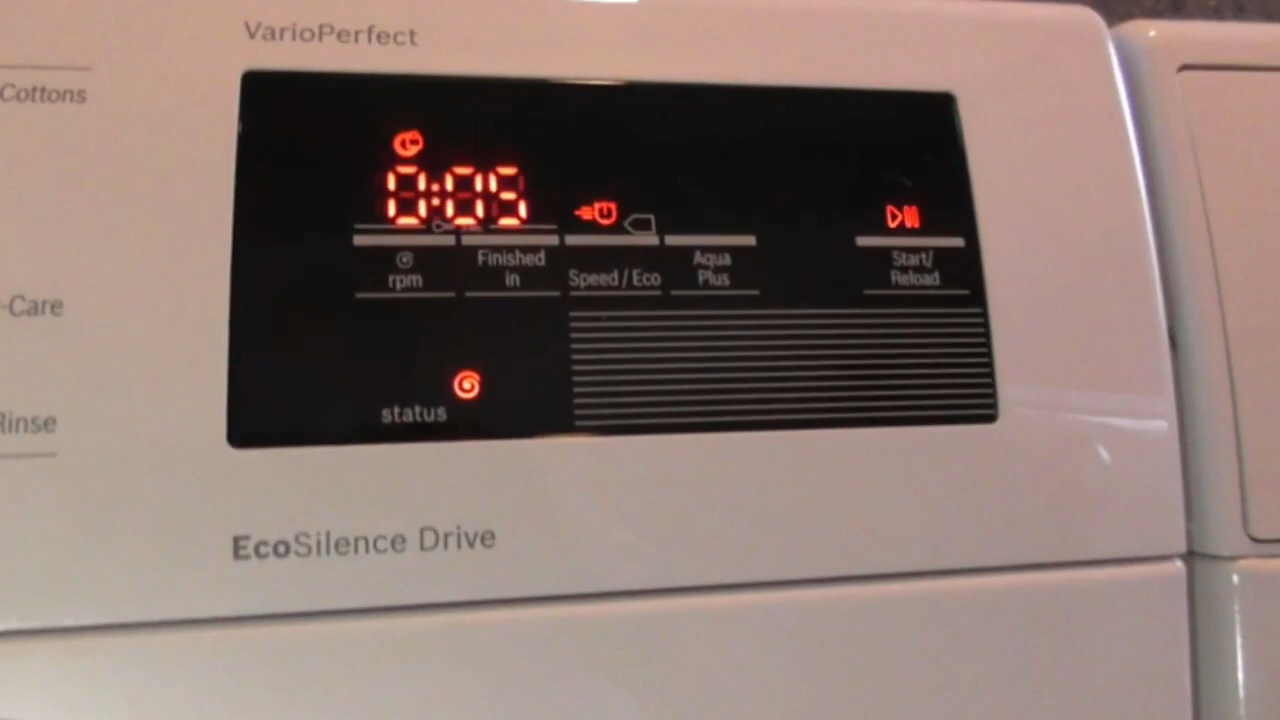 VarioPerfect
Cottons
0:05
rpm
Finished
in
Speed / Eco
Aqua
Plus
Start/
Reload
-Care
Rinse
status
EcoSilence Drive